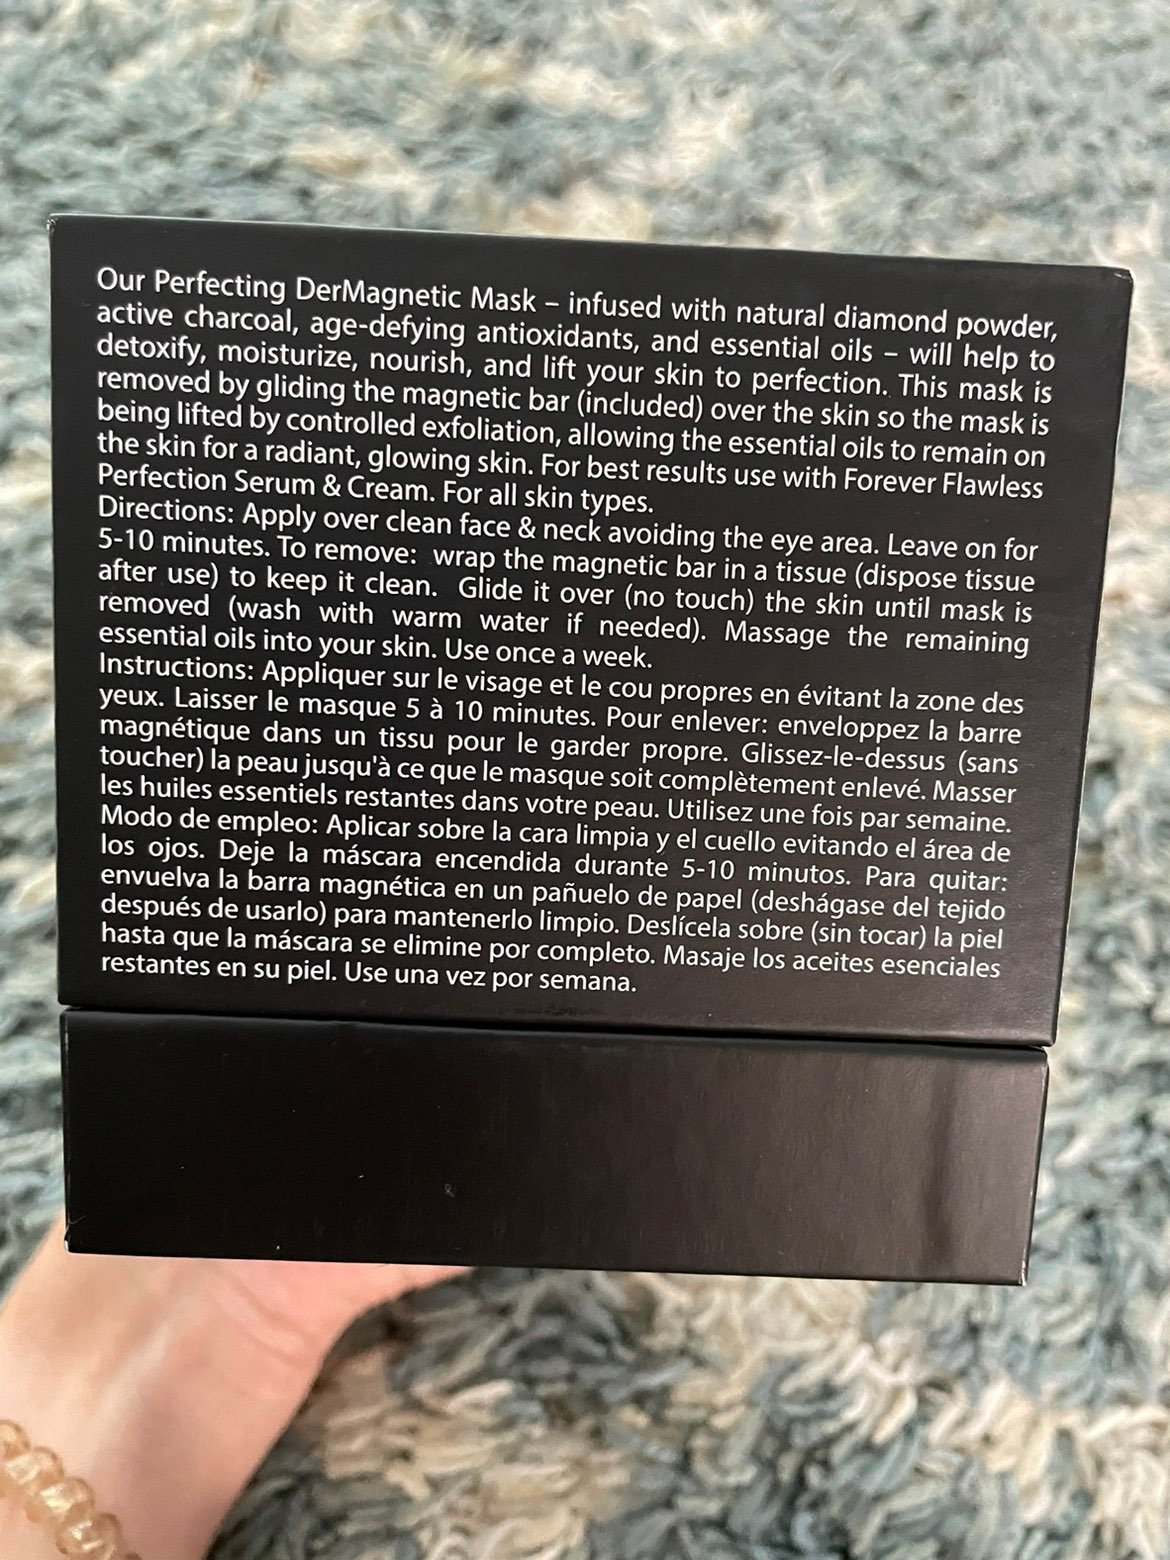 Our Perfecting DerMagnetic Mask – infused with natural diamond powder,
active charcoal, age-defying antioxidants, and essential oils – will help to
detoxify, moisturize, nourish, and lift your skin to perfection. This mask is
removed by gliding the magnetic bar (included) over the skin so the mask is
being lifted by controlled exfoliation, allowing the essential oils to remain on
the skin for a radiant, glowing skin. For best results use with Forever Flawless
Perfection Serum & Cream. For all skin types.
Directions: Apply over clean face & neck avoiding the eye area. Leave on for
5-10 minutes. To remove: wrap the magnetic bar in a tissue (dispose tissue
after use) to keep it clean. Glide it over (no touch) the skin until mask is
removed (wash with warm water if needed). Massage the remaining
essential oils into your skin. Use once a week.
Instructions: Appliquer sur le visage et le cou propres en évitant la zone des
yeux. Laisser le masque 5 à 10 minutes. Pour enlever: enveloppez la barre
magnétique dans un tissu pour le garder propre. Glissez-le-dessus (sans
toucher) la peau jusqu'à ce que le masque soit complètement enlevé. Masser
les huiles essentiels restantes dans votre peau. Utilisez une fois par semaine.
Modo de empleo: Aplicar sobre la cara limpia y el cuello evitando el área de
los ojos. Deje la máscara encendida durante 5-10 minutos. Para quitar:
envuelva la barra magnética en un pañuelo de papel (deshágase del tejido
después de usarlo) para mantenerlo limpio. Deslícela sobre (sin tocar) la piel
hasta que la máscara se elimine por completo. Masaje los aceites esenciales
restantes en su piel. Use una vez por semana.